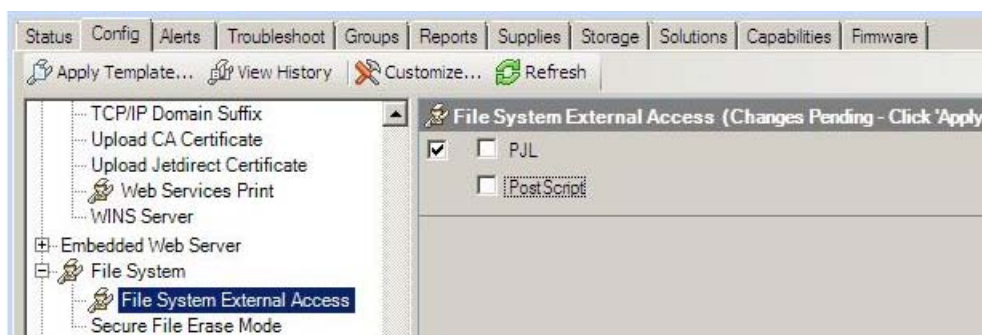 Status Config Alerts Troubleshoot Groups Reports Supplies Storage Solutions Capabilities Firmware
Apply Template... View History Customize... Refresh
TCP/IP Domain Suffix
Upload CA Certificate
Upload Jetdirect Certificate
Web Services Print
WINS Server
Embedded Web Server
File System
File System External Access
Secure File Erase Mode
File System External Access (Changes Pending - Click 'Apply
PJL
PostScript